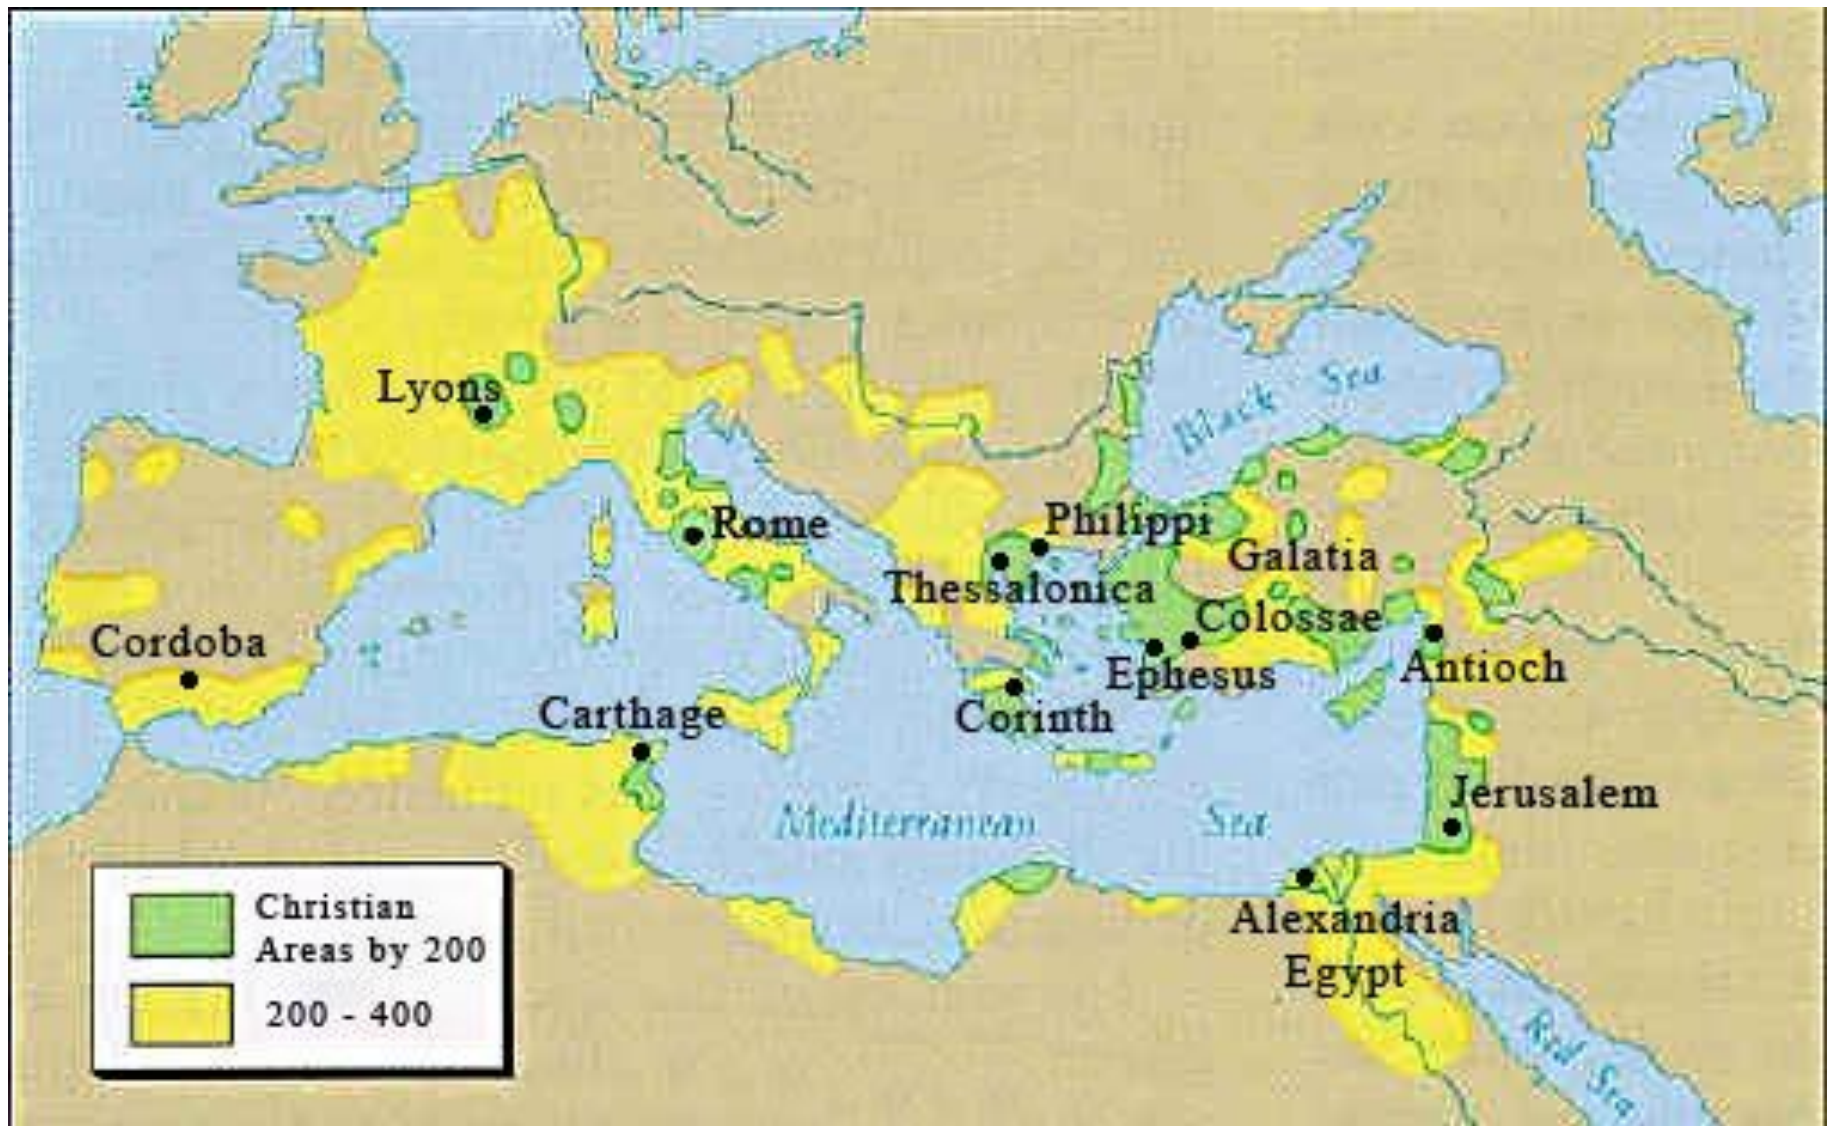 Black Sea
Lyons
Rome
Philippi
Galatia
Thessalonica
Colossae
Cordoba
Ephesus
Antioch
Carthage
Corinth
Jerusalem
Mediterranean Sea
Alexandria
Egypt
Red Sea
Christian
Areas by 200
200 - 400